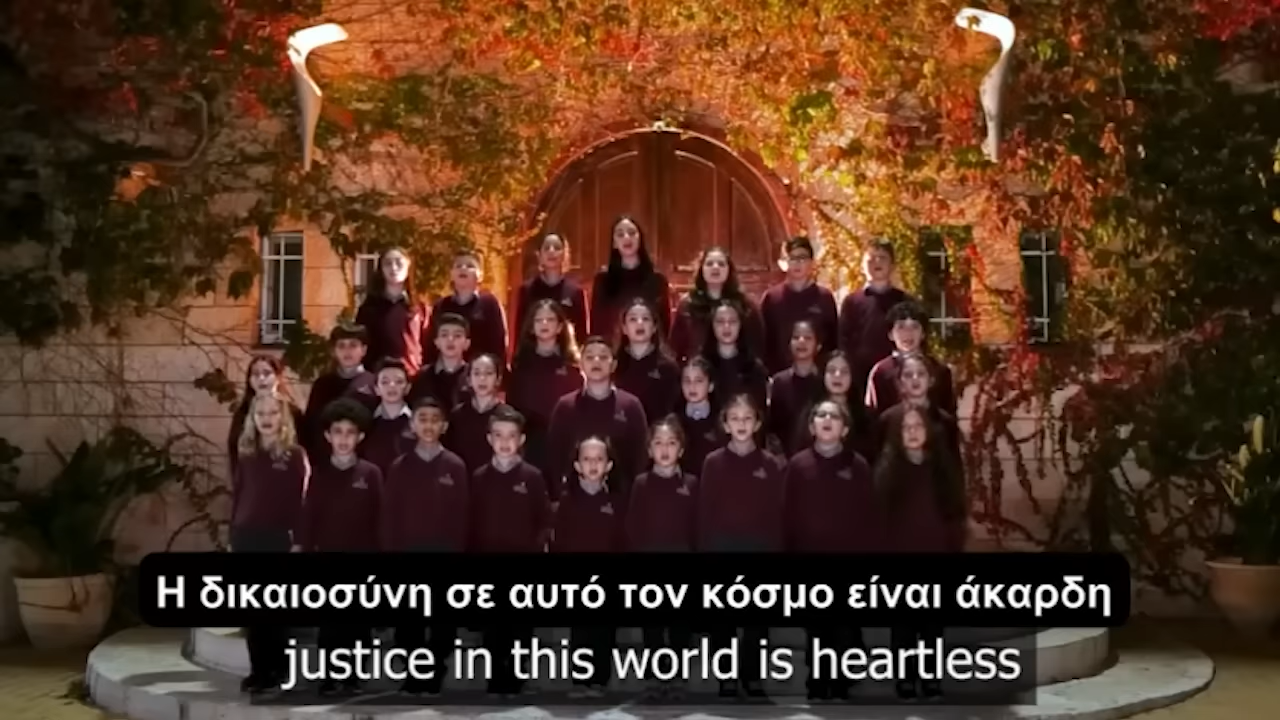 Η δικαιοσύνη σε αυτό τον κόσμο είναι άκαρδη
justice in this world is heartless